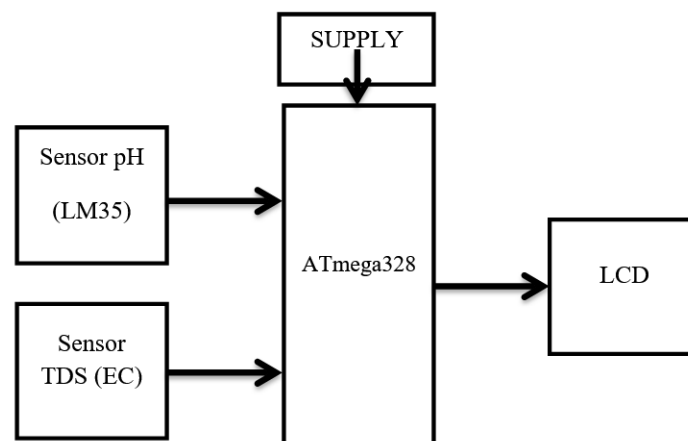 SUPPLY
Sensor pH
(LM35)
ATmega328
LCD
Sensor
TDS (EC)